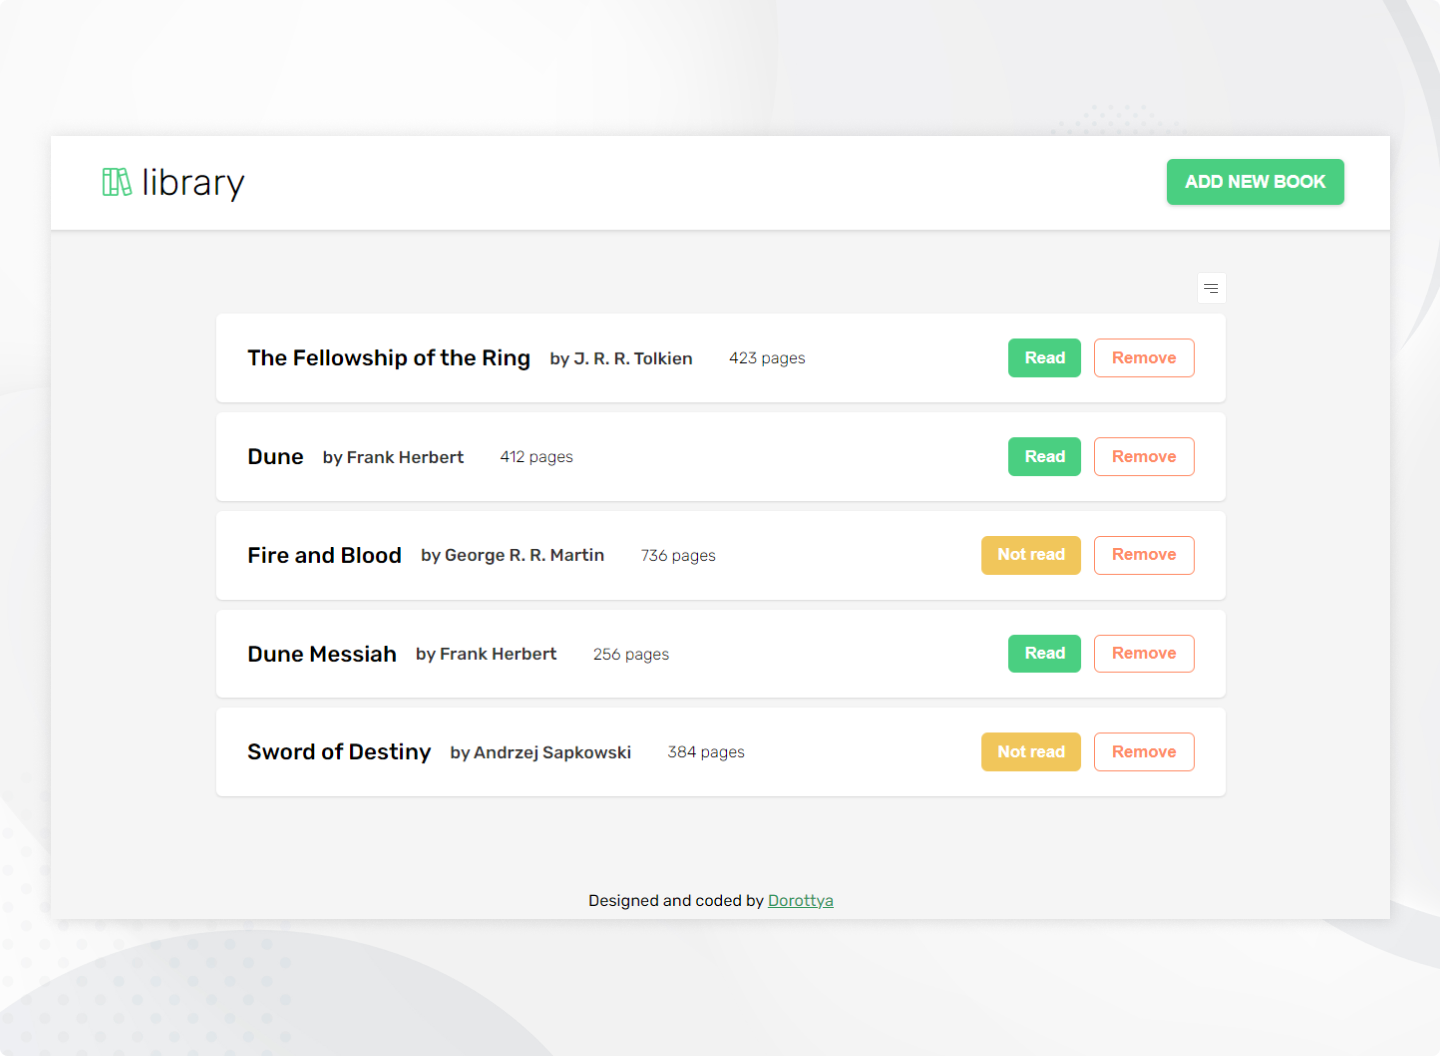 library
ADD NEW BOOK
The Fellowship of the Ring by J. R. R. Tolkien 423 pages Read Remove
Dune by Frank Herbert 412 pages Read Remove
Fire and Blood by George R. R. Martin 736 pages Not read Remove
Dune Messiah by Frank Herbert 256 pages Read Remove
Sword of Destiny by Andrzej Sapkowski 384 pages Not read Remove
Designed and coded by Dorottya